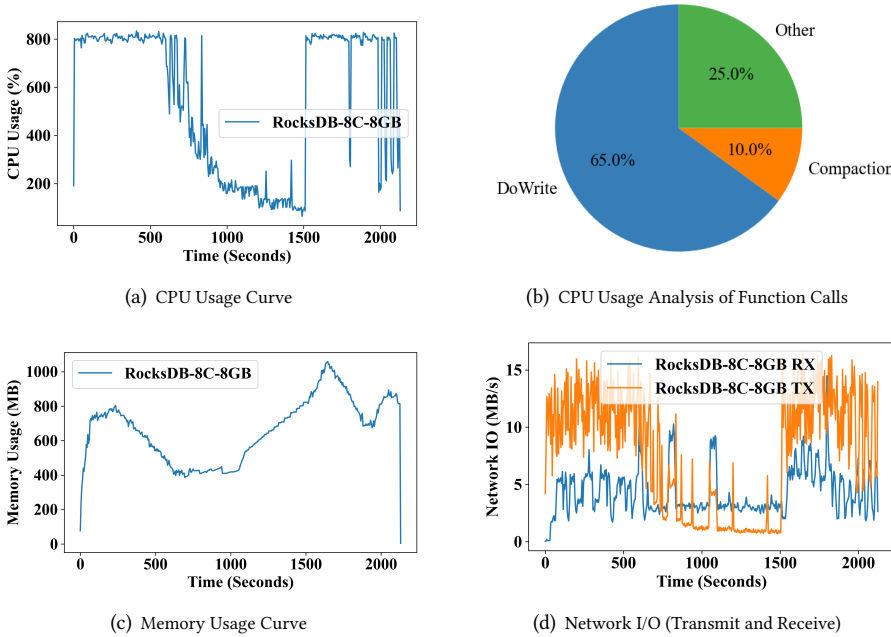 800
600
400
200
CPU Usage (%)
RocksDB-8C-8GB
0
500
1000
1500
2000
Time (Seconds)
(a) CPU Usage Curve
Other
25.0%
10.0%
Compaction
65.0%
DoWrite
(b) CPU Usage Analysis of Function Calls
1000
800
600
400
200
0
Memory Usage (MB)
RocksDB-8C-8GB
0
500
1000
1500
2000
Time (Seconds)
(c) Memory Usage Curve
15
10
5
0
Network IO (MB/s)
RocksDB-8C-8GB RX
RocksDB-8C-8GB TX
0
500
1000
1500
2000
Time (Seconds)
(d) Network I/O (Transmit and Receive)